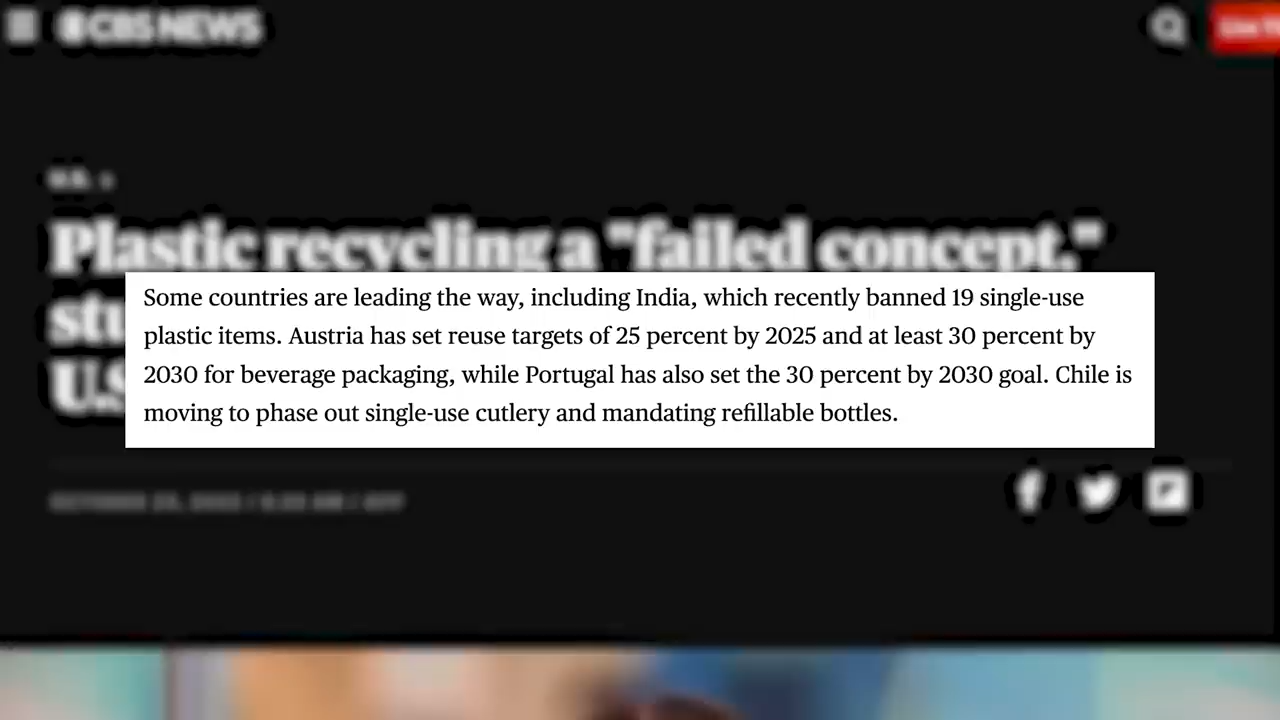 CBS NEWS
U.S. >
Plastic recycling a "failed concept,"
Some countries are leading the way, including India, which recently banned 19 single-use
plastic items. Austria has set reuse targets of 25 percent by 2025 and at least 30 percent by
2030 for beverage packaging, while Portugal has also set the 30 percent by 2030 goal. Chile is
moving to phase out single-use cutlery and mandating refillable bottles.